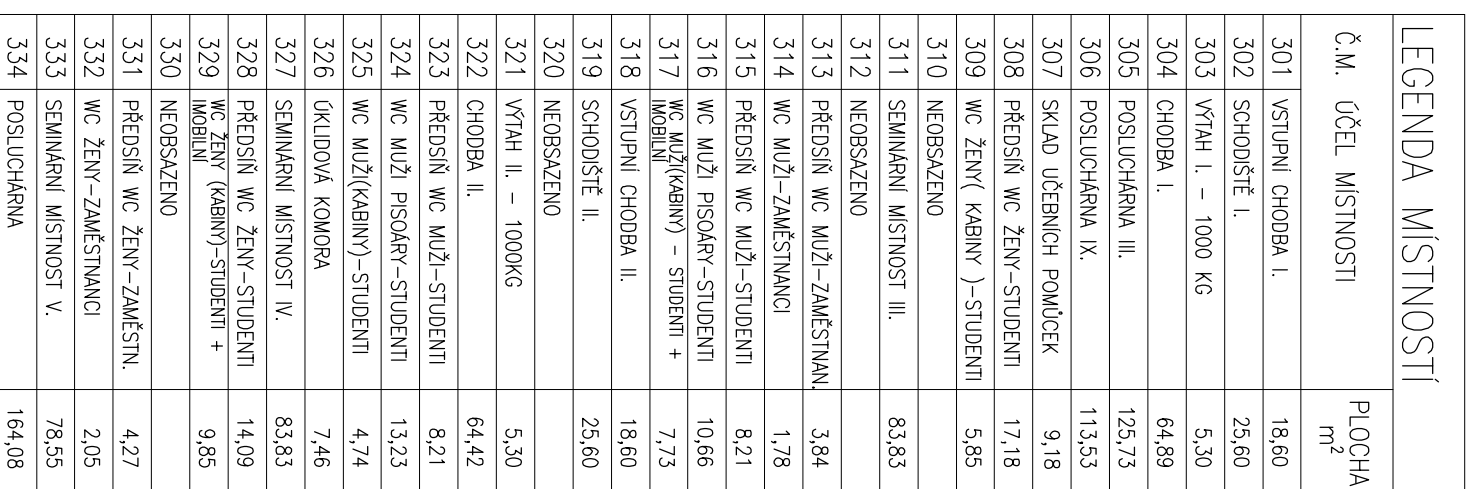 LEGENDA MÍSTNOSTÍ
Č.M. ÚČEL MÍSTNOSTI PLOCHA m²
301 VSTUPNÍ CHODBA I. 18,60
302 SCHODIŠTĚ I. 25,60
303 VÝTAH I. – 1000 KG 5,30
304 CHODBA I. 64,89
305 POSLUCHÁRNA III. 125,73
306 POSLUCHÁRNA IX. 113,53
307 SKLAD UČEBNÍCH POMŮCEK 9,18
308 PŘEDSÍŇ WC ŽENY–STUDENTI 17,18
309 WC ŽENY( KABINY )–STUDENTI 5,85
310 NEOBSAZENO
311 SEMINÁRNÍ MÍSTNOST III. 83,83
312 NEOBSAZENO
313 PŘEDSÍŇ WC MUŽI–ZAMĚSTNAN. 3,84
314 WC MUŽI–ZAMĚSTNANCI 1,78
315 PŘEDSÍŇ WC MUŽI–STUDENTI 8,21
316 WC MUŽI PISOÁRY–STUDENTI 10,66
317 WC MUŽI(KABINY) – STUDENTI + 7,73
IMOBILNÍ
318 VSTUPNÍ CHODBA II. 18,60
319 SCHODIŠTĚ II. 25,60
320 NEOBSAZENO
321 VÝTAH II. – 1000KG 5,30
322 CHODBA II. 64,42
323 PŘEDSÍŇ WC MUŽI–STUDENTI 8,21
324 WC MUŽI PISOÁRY–STUDENTI 13,23
325 WC MUŽI(KABINY)–STUDENTI 4,74
326 ÚKLIDOVÁ KOMORA 7,46
327 SEMINÁRNÍ MÍSTNOST IV. 83,83
328 PŘEDSÍŇ WC ŽENY–STUDENTI 14,09
329 WC ŽENY (KABINY)–STUDENTI + 9,85
IMOBILNÍ
330 NEOBSAZENO
331 PŘEDSÍŇ WC ŽENY–ZAMĚSTN. 4,27
332 WC ŽENY–ZAMĚSTNANCI 2,05
333 SEMINÁRNÍ MÍSTNOST V. 78,55
334 POSLUCHÁRNA 164,08